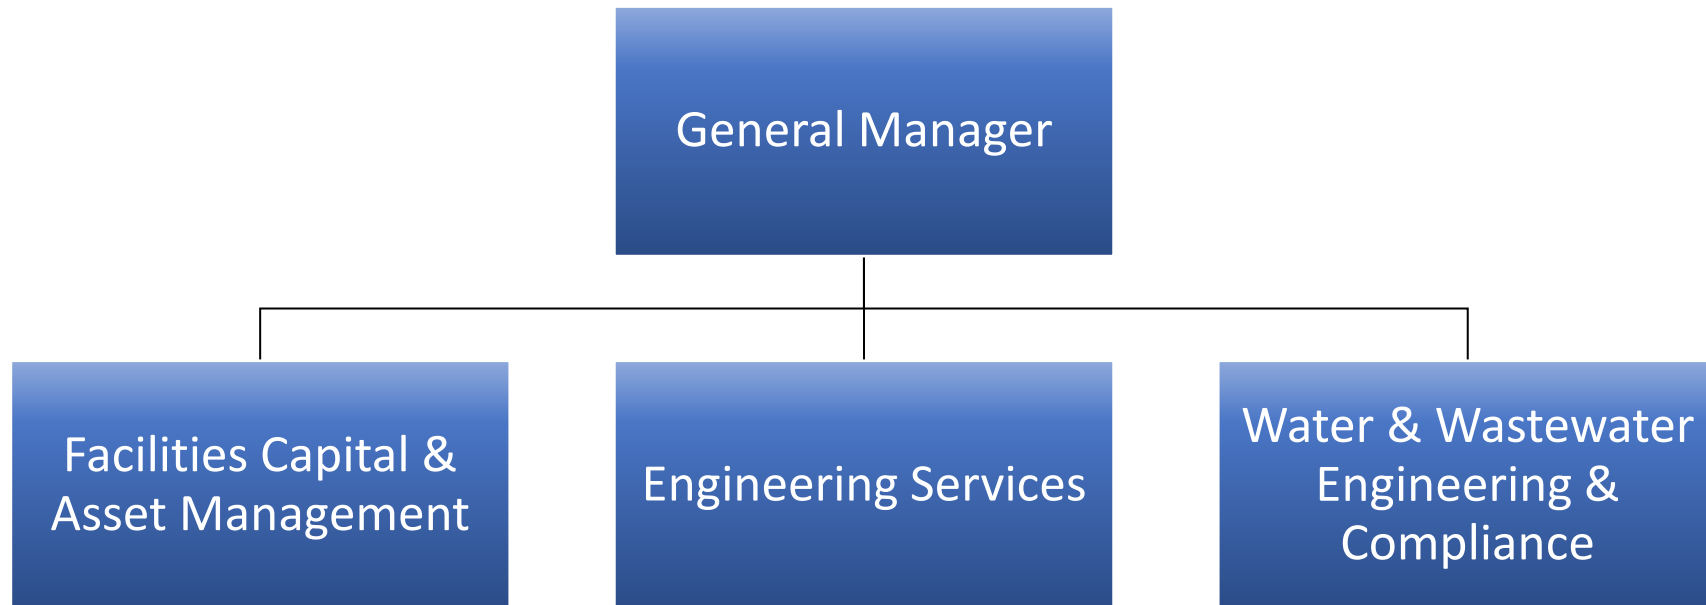 General Manager
Facilities Capital &
Asset Management
Engineering Services
Water & Wastewater
Engineering &
Compliance